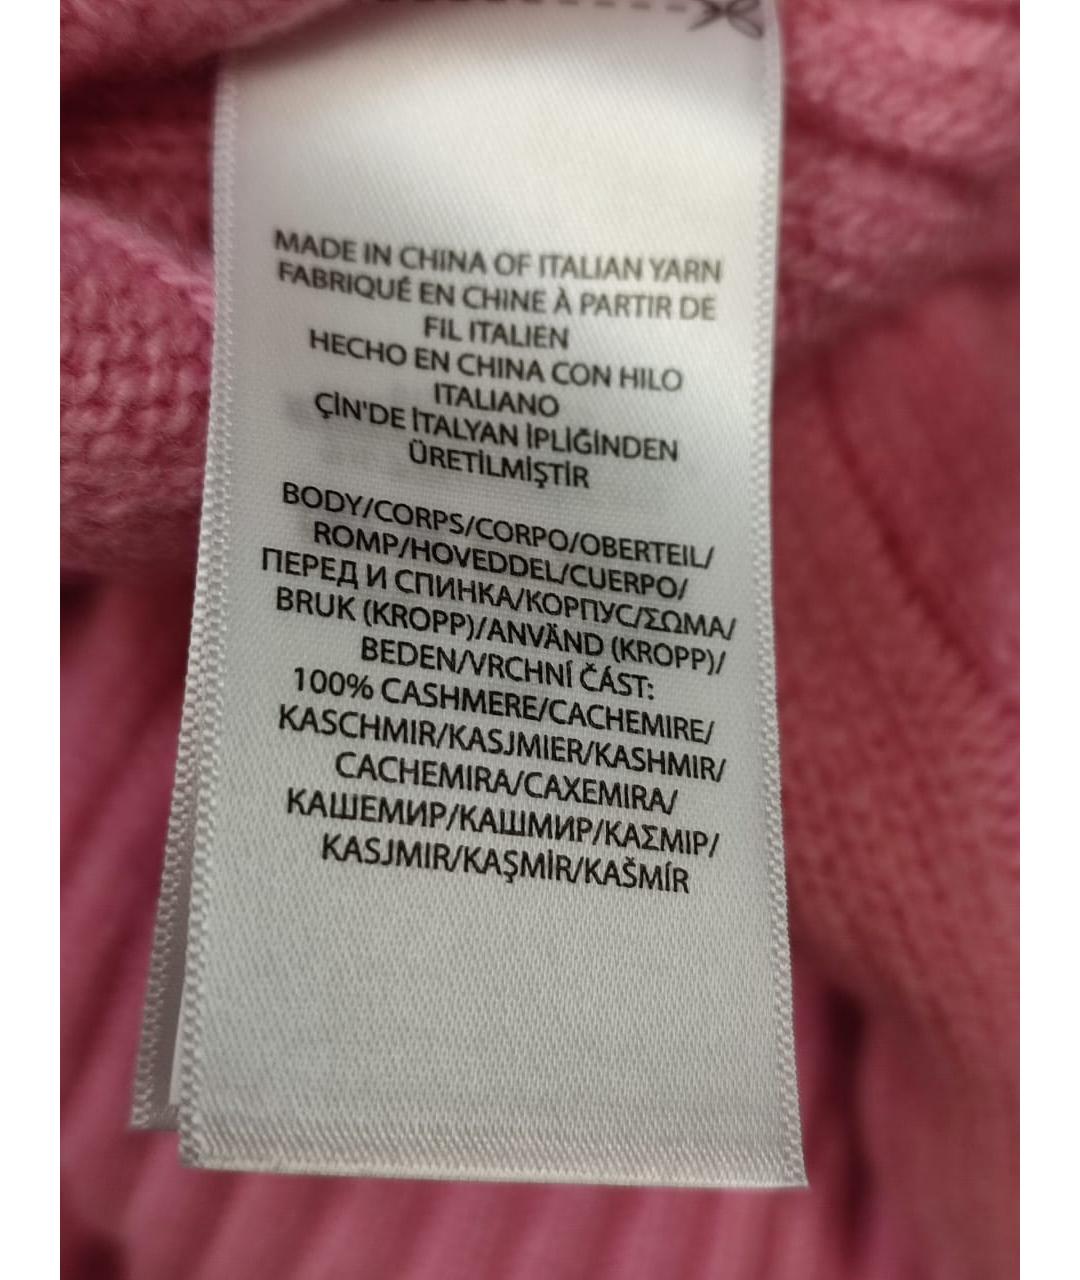 MADE IN CHINA OF ITALIAN YARN
FABRIQUÉ EN CHINE À PARTIR DE
FIL ITALIEN
HECHO EN CHINA CON HILO
ITALIANO
ÇİN'DE İTALYAN İPLİĞİNDEN
ÜRETİLMİŞTİR
BODY/CORPS/CORPO/OBERTEIL/
ROMP/HOVEDDEL/CUERPO/
ПЕРЕД И СПИНКА/КОРПУС/ΣΩΜΑ/
BRUK (KROPP)/ANVÄND (KROPP)/
BEDEN/VRCHNÍ ČÁST:
100% CASHMERE/CACHEMIRE/
KASCHMIR/KASJMIER/KASHMIR/
CACHEMIRA/CAXEMIRA/
КАШЕМИР/КАШМИР/ΚΑΣΜΙΡ/
KASJMIR/KAŞMİR/KAŠMÍR